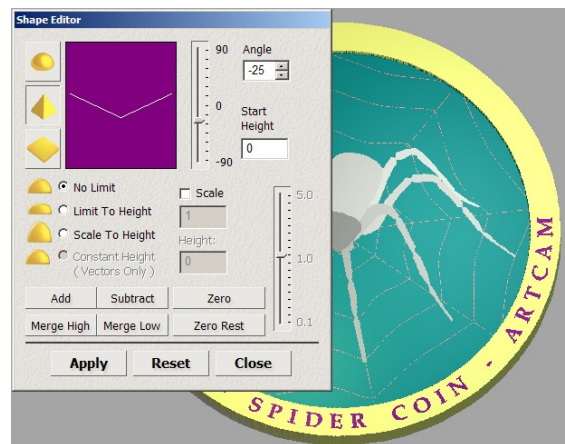 Shape Editor
90
Angle
-25
0
Start
Height
0
-90
No Limit
Scale
5.0
Limit To Height
1
Scale To Height
Height:
1.0
Constant Height
( Vectors Only )
0
Add Subtract Zero
0.1
Merge High Merge Low Zero Rest
Apply Reset Close
SPIDER COIN - ARTCAM